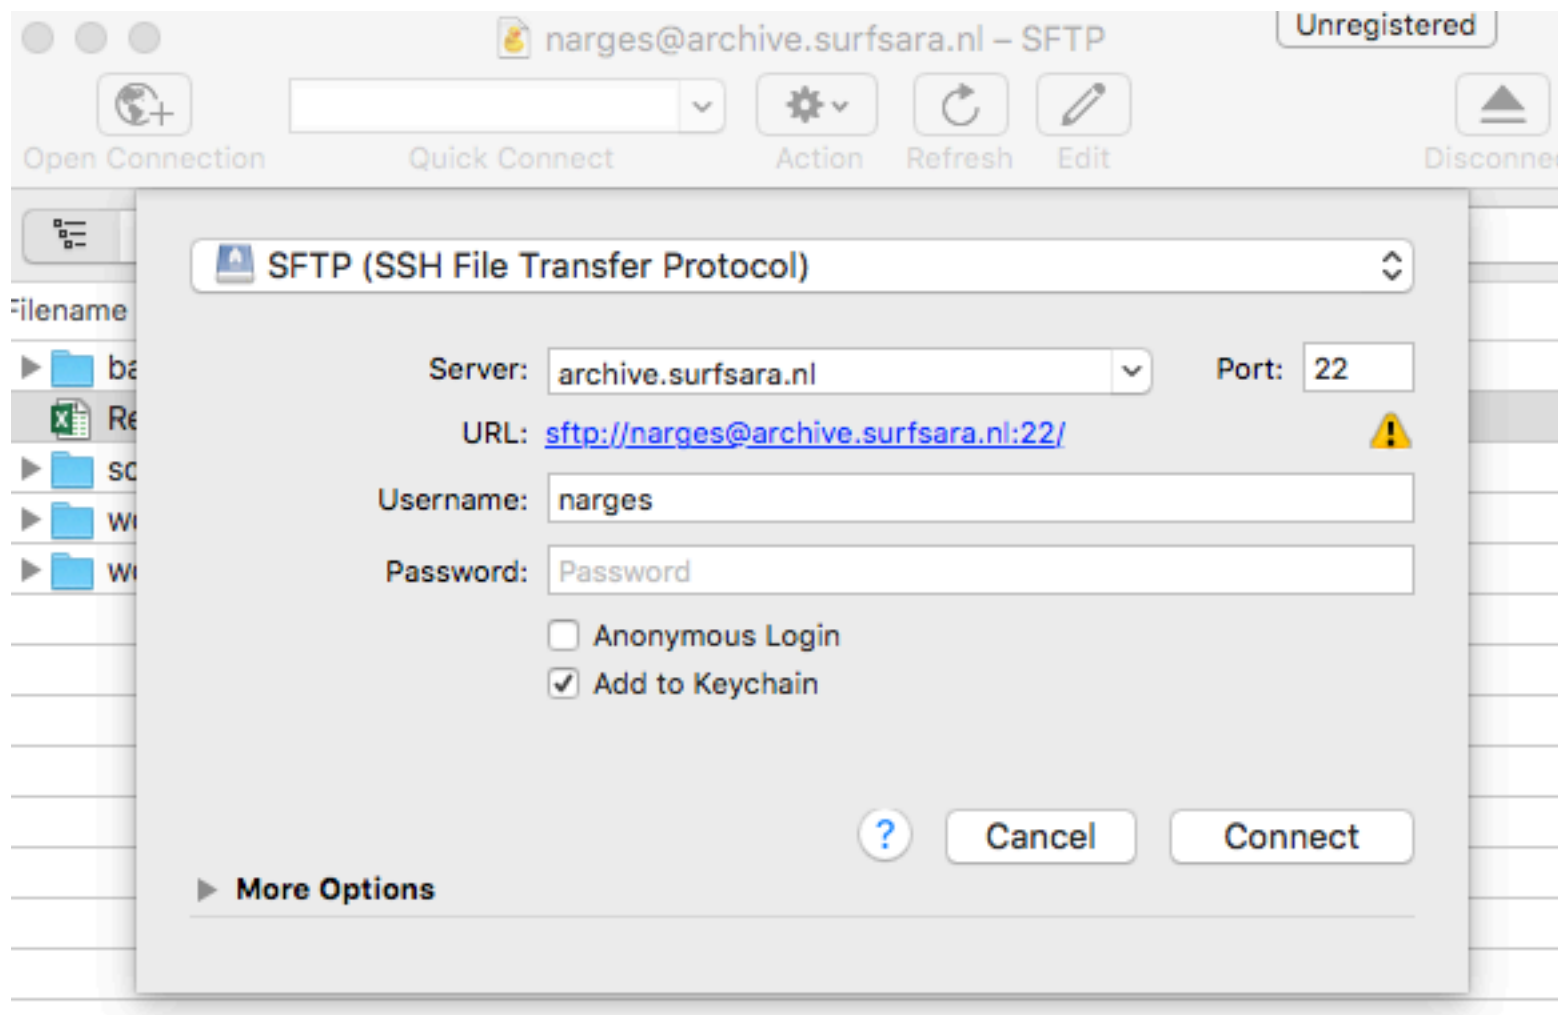 narges@archive.surfsara.nl – SFTP
Unregistered
Open Connection
Quick Connect
Action
Refresh
Edit
SFTP (SSH File Transfer Protocol)
Filename
Server: archive.surfsara.nl Port: 22
URL: sftp://narges@archive.surfsara.nl:22/
Username: narges
Password: Password
Anonymous Login
Add to Keychain
? Cancel Connect
More Options